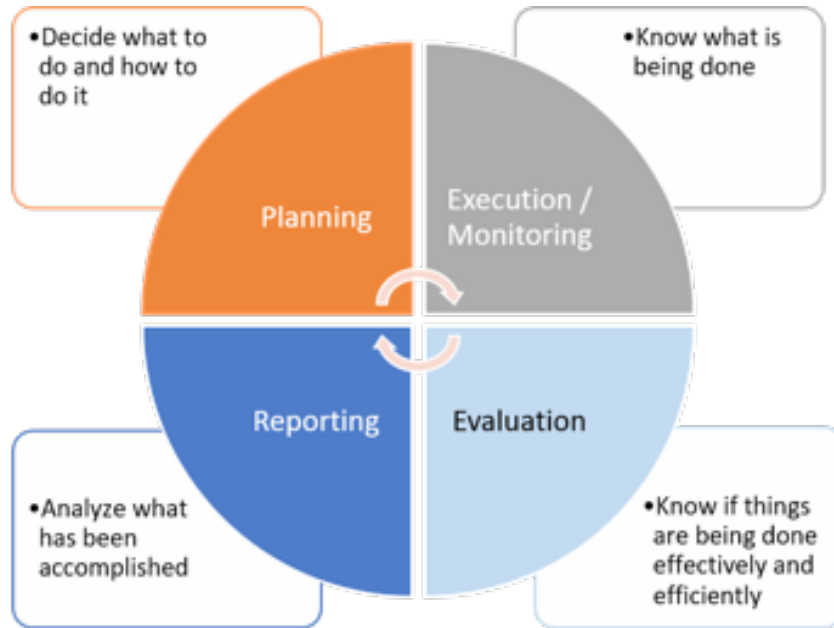 •Decide what to
do and how to
do it
•Know what is
being done
Planning
Execution /
Monitoring
Reporting
Evaluation
•Analyze what
has been
accomplished
•Know if things
are being done
effectively and
efficiently